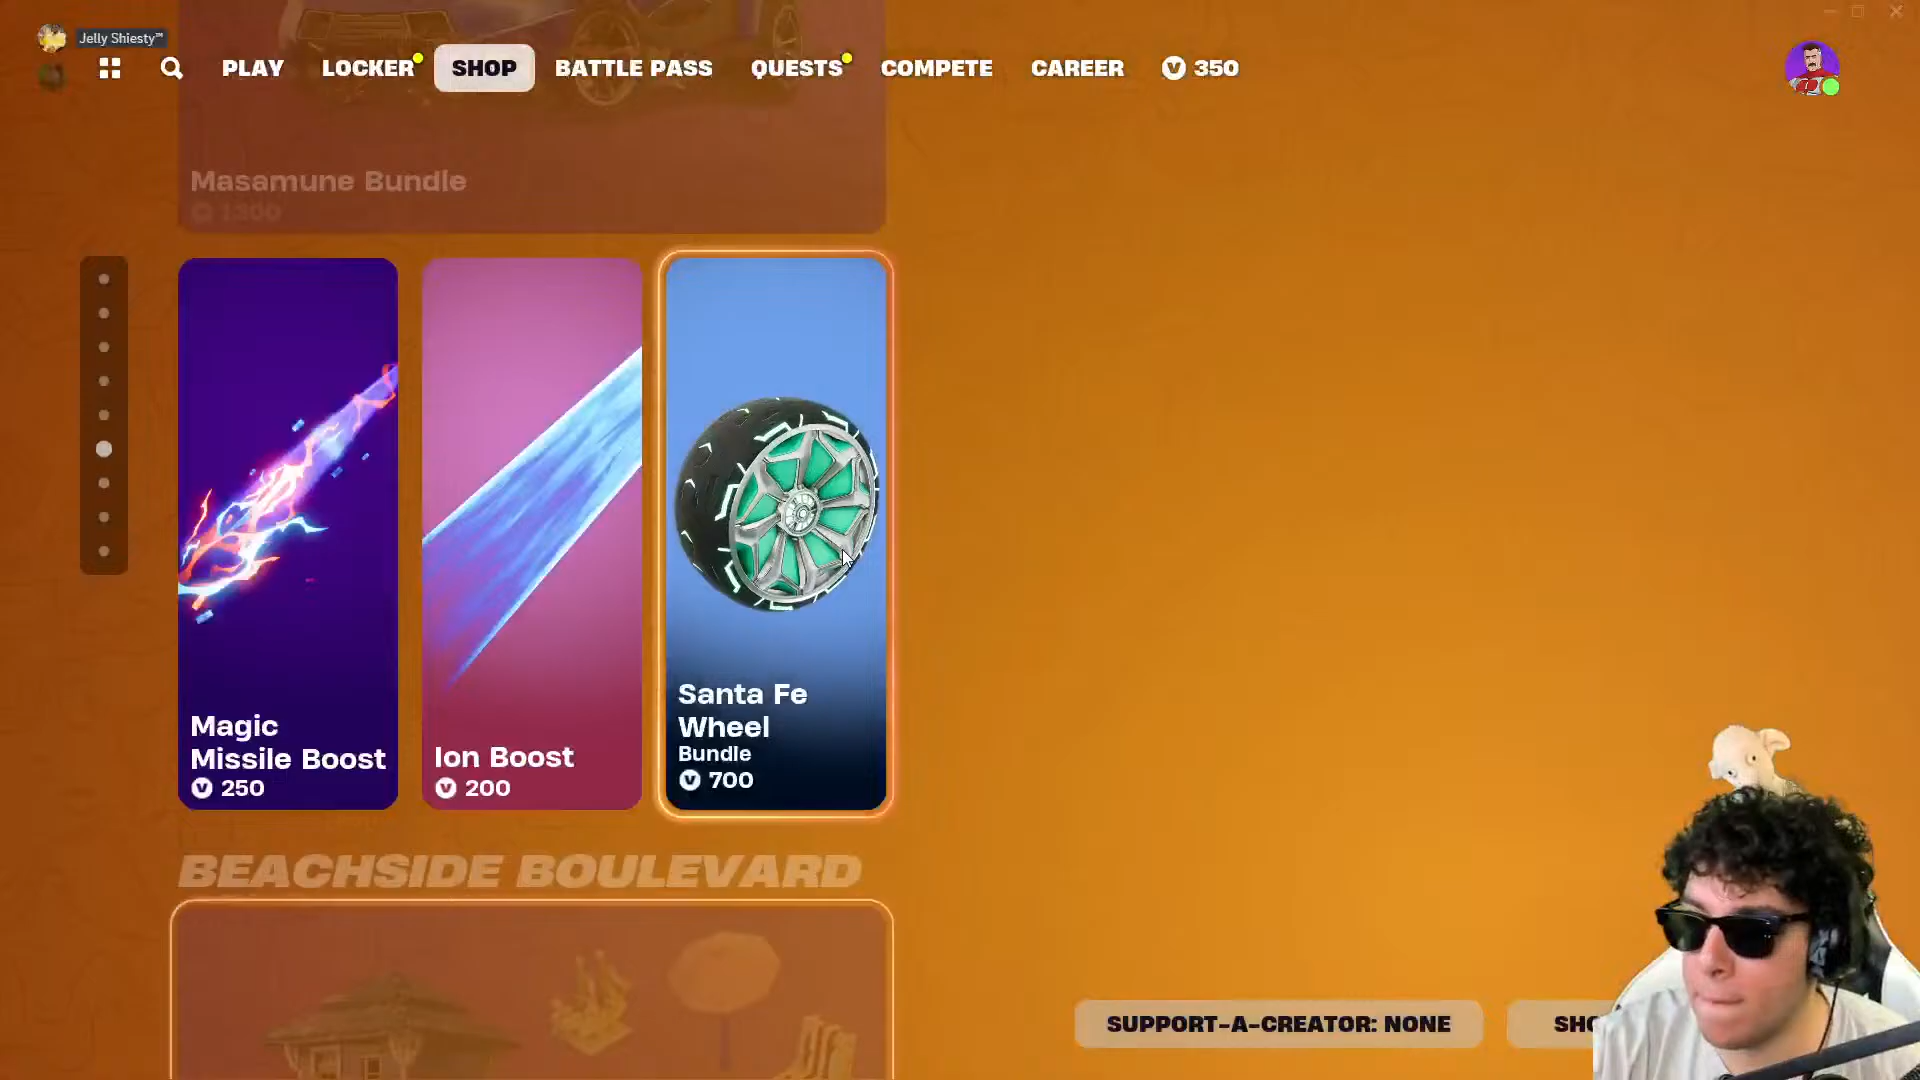 Jelly Shiesty™
PLAY
LOCKER
SHOP
BATTLE PASS
QUESTS
COMPETE
CAREER
V 350
Masamune Bundle
V 1300
Magic
Missile Boost
V 250
Ion Boost
V 200
Santa Fe
Wheel
Bundle
V 700
BEACHSIDE BOULEVARD
SUPPORT-A-CREATOR: NONE